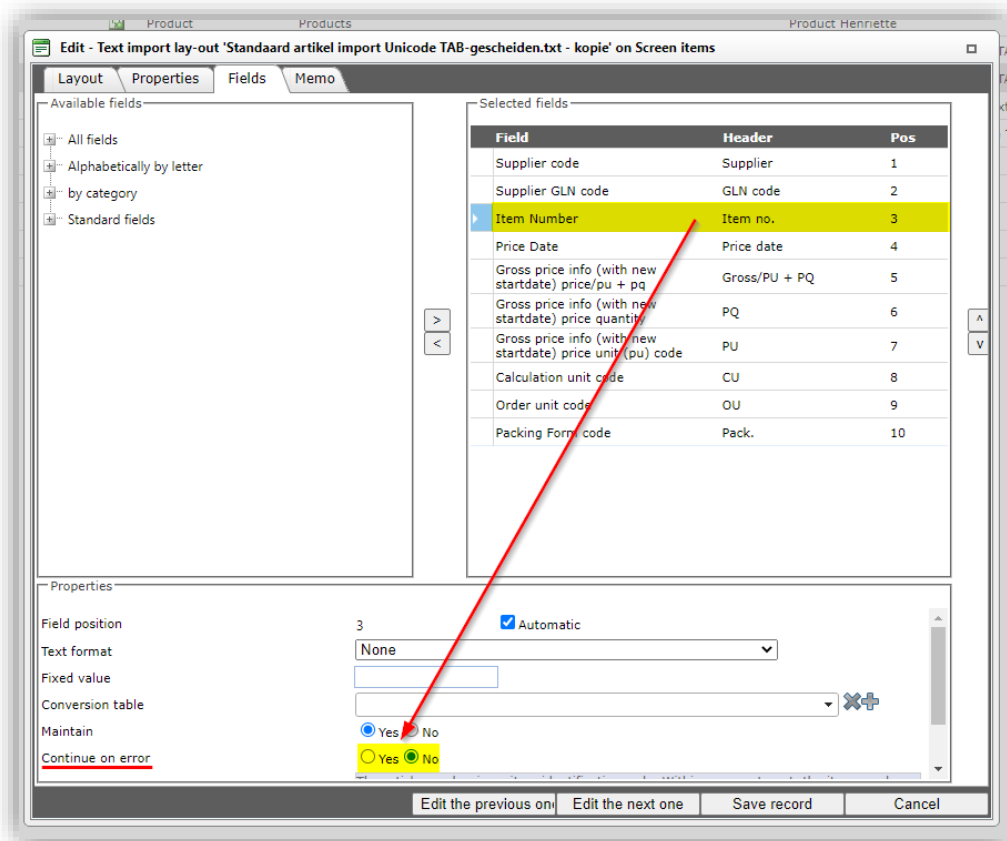 Product Products Product Henriette
Edit - Text import lay-out 'Standaard artikel import Unicode TAB-gescheiden.txt - kopie' on Screen items
Layout Properties Fields Memo
Available fields
All fields
Alphabetically by letter
by category
Standard fields
Selected fields
Field Header Pos
Supplier code Supplier 1
Supplier GLN code GLN code 2
Item Number Item no. 3
Price Date Price date 4
Gross price info (with new
startdate) price/pu + pq Gross/PU + PQ 5
Gross price info (with new
startdate) price quantity PQ 6
Gross price info (with new
startdate) price unit (pu) code PU 7
Calculation unit code CU 8
Order unit code OU 9
Packing Form code Pack. 10
>
<
^
v
Properties
Field position 3 Automatic
Text format None
Fixed value
Conversion table
Maintain Yes No
Continue on error Yes No
Edit the previous on Edit the next one Save record Cancel